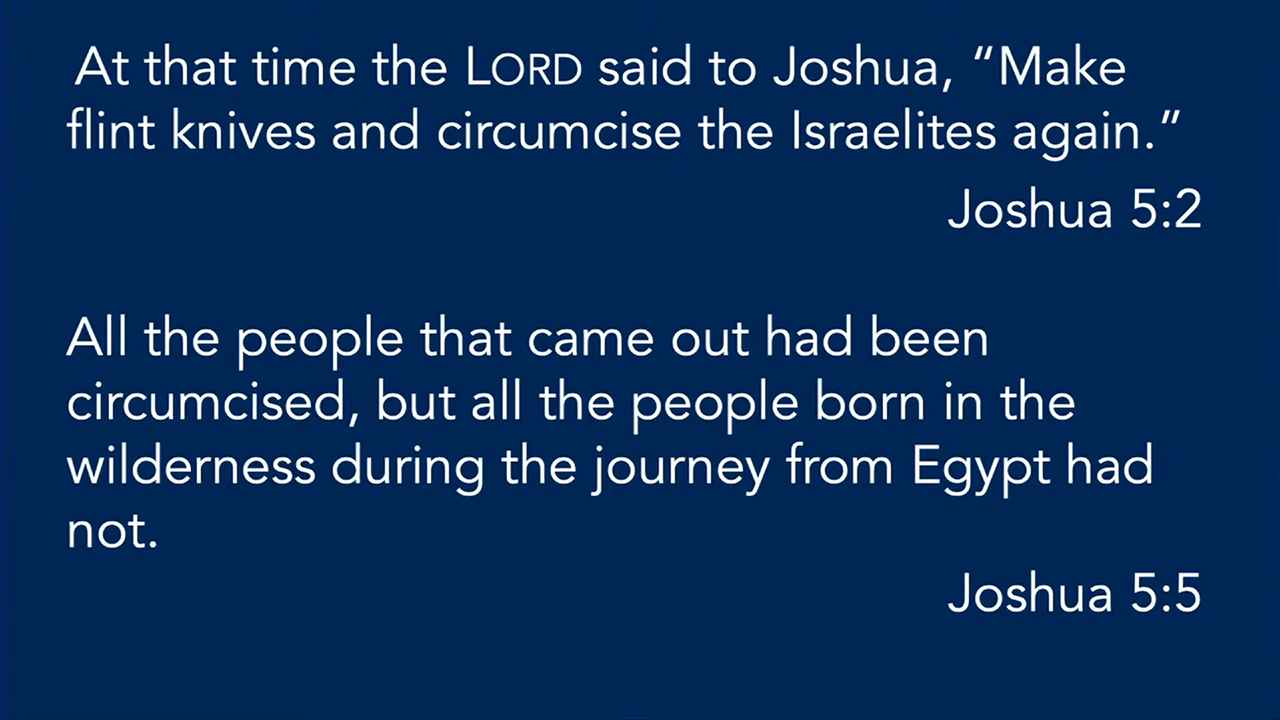 At that time the LORD said to Joshua, “Make
flint knives and circumcise the Israelites again.”
Joshua 5:2
All the people that came out had been
circumcised, but all the people born in the
wilderness during the journey from Egypt had
not.
Joshua 5:5